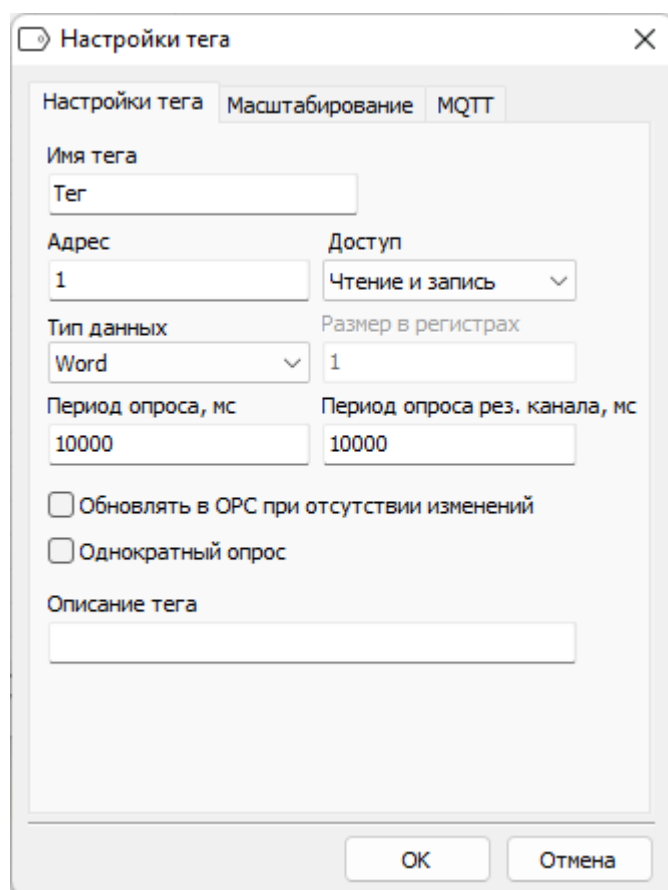 Настройки тега
Настройки тега Масштабирование MQTT
Имя тега
Тег
Адрес Доступ
1 Чтение и запись
Тип данных Размер в регистрах
Word 1
Период опроса, мс Период опроса рез. канала, мс
10000 10000
Обновлять в OPC при отсутствии изменений
Однократный опрос
Описание тега
OK Отмена